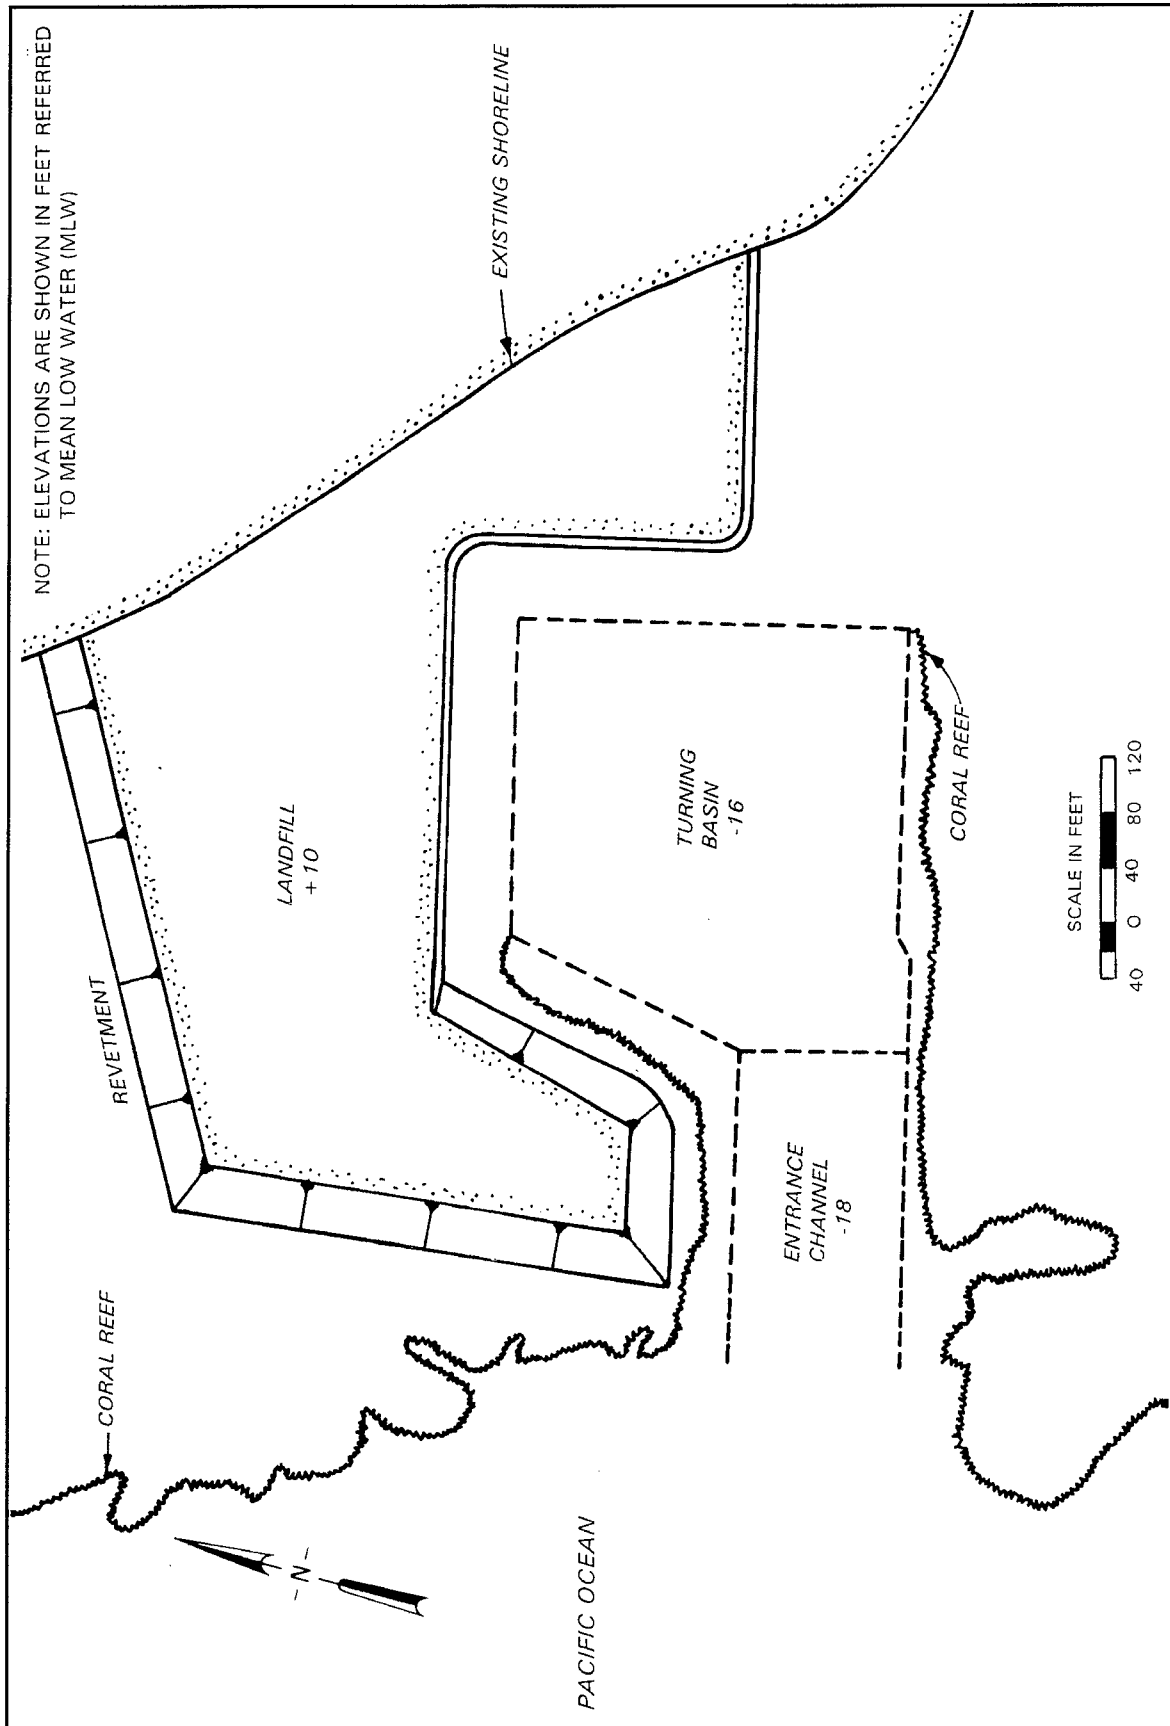 NOTE: ELEVATIONS ARE SHOWN IN FEET REFERRED
TO MEAN LOW WATER (MLW)
EXISTING SHORELINE
REVETMENT
LANDFILL
+10
CORAL REEF
TURNING
BASIN
-16
ENTRANCE
CHANNEL
-18
CORAL REEF
-N-
PACIFIC OCEAN
SCALE IN FEET
40 0 40 80 120